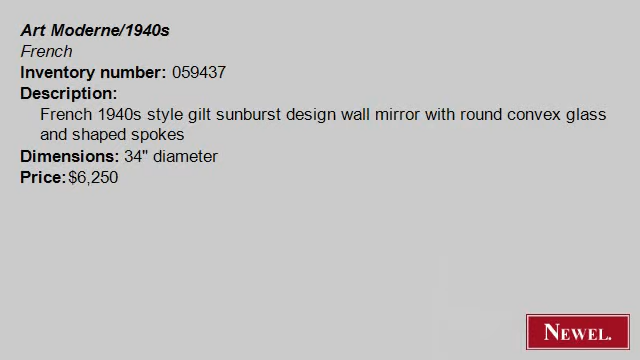 Art Moderne/1940s
French
Inventory number: 059437
Description:
French 1940s style gilt sunburst design wall mirror with round convex glass
and shaped spokes
Dimensions: 34" diameter
Price:$6,250
NEWEL.